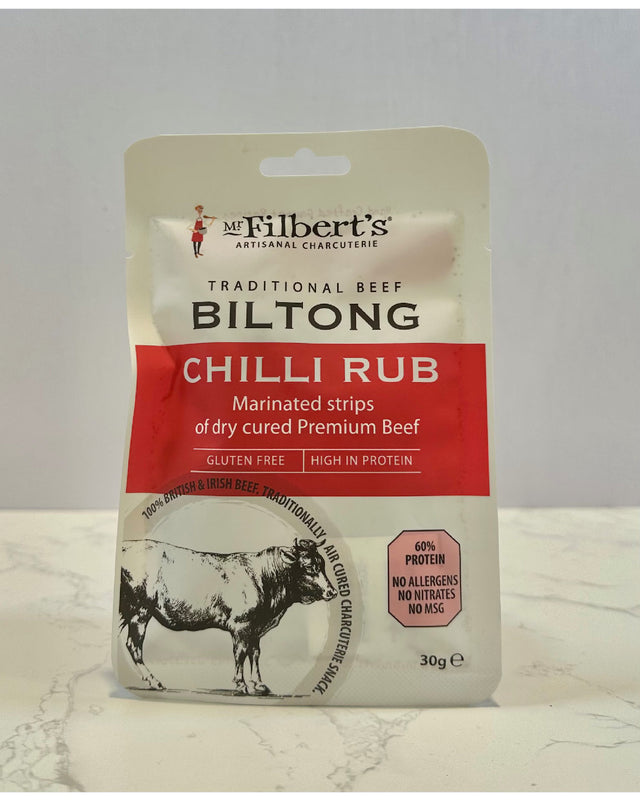 Mr Filbert's®
ARTISANAL CHARCUTERIE
TRADITIONAL BEEF
BILTONG
CHILLI RUB
Marinated strips
of dry cured Premium Beef
GLUTEN FREE | HIGH IN PROTEIN
100% BRITISH & IRISH BEEF, TRADITIONALLY AIR CURED CHARCUTERIE SNACK.
60%
PROTEIN
NO ALLERGENS
NO NITRATES
NO MSG
30g ℮